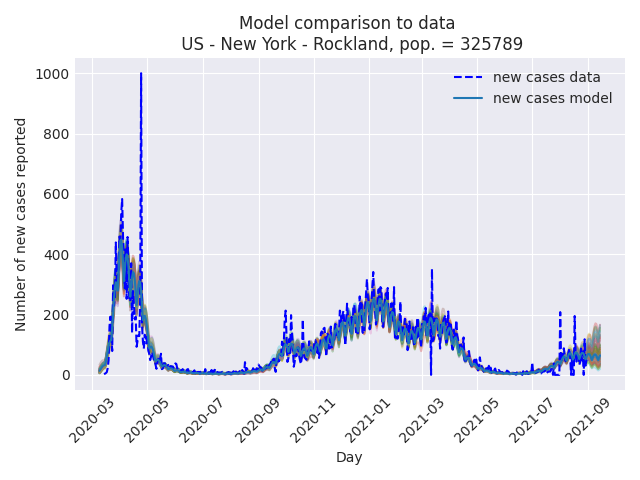 Model comparison to data
US - New York - Rockland, pop. = 325789
new cases data
new cases model
Number of new cases reported
1000
800
600
400
200
0
2020-03
2020-05
2020-07
2020-09
2020-11
2021-01
2021-03
2021-05
2021-07
2021-09
Day